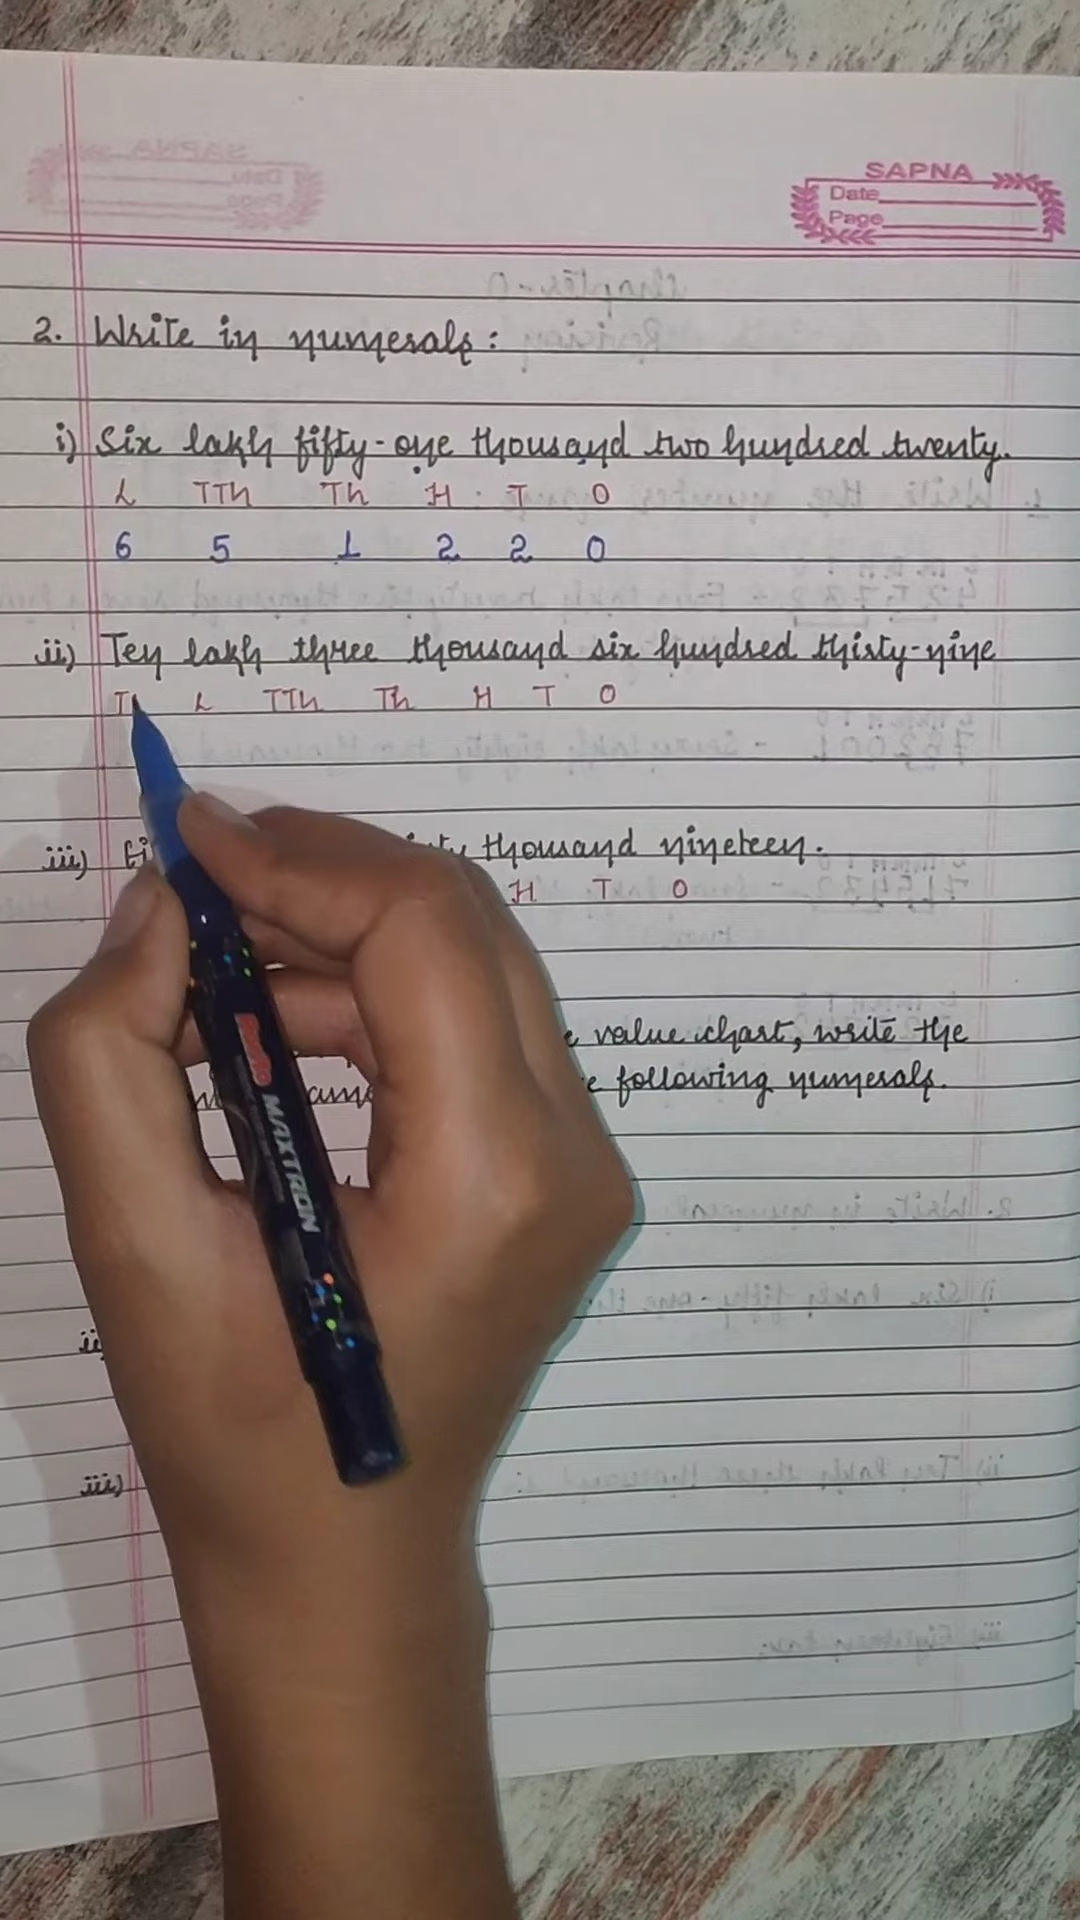 SAPNA
Date
Page
2. Write in numerals:
i) Six lakh fifty-one thousand two hundred twenty.
L TTh Th H T O
6 5 1 2 2 0
ii) Ten lakh three thousand six hundred thirty-nine
L TTh Th H T O
iii) thousand nineteen.
H T O
value chart, write the
following numerals.
ii)
iii)
MAXTRON